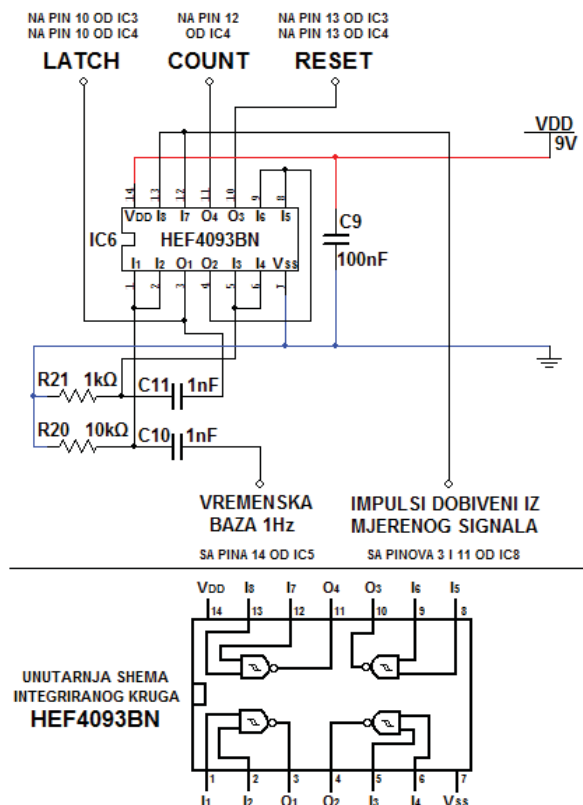 NA PIN 10 OD IC3
NA PIN 10 OD IC4
LATCH
NA PIN 12
OD IC4
COUNT
NA PIN 13 OD IC3
NA PIN 13 OD IC4
RESET
VDD
9V
14 13 12 11 10 9 8
VDD I8 I7 O4 O3 I6 I5
IC6 HEF4093BN
I1 I2 O1 O2 I3 I4 VSS
1 2 3 4 5 6 7
C9
100nF
R21 1kΩ C11 1nF
R20 10kΩ C10 1nF
VREMENSKA
BAZA 1Hz
SA PINA 14 OD IC5
IMPULSI DOBIVENI IZ
MJERENOG SIGNALA
SA PINOVA 3 I 11 OD IC8
VDD I8 I7 O4 O3 I6 I5
14 13 12 11 10 9 8
UNUTARNJA SHEMA
INTEGRIRANOG KRUGA
HEF4093BN
1 2 3 4 5 6 7
I1 I2 O1 O2 I3 I4 VSS